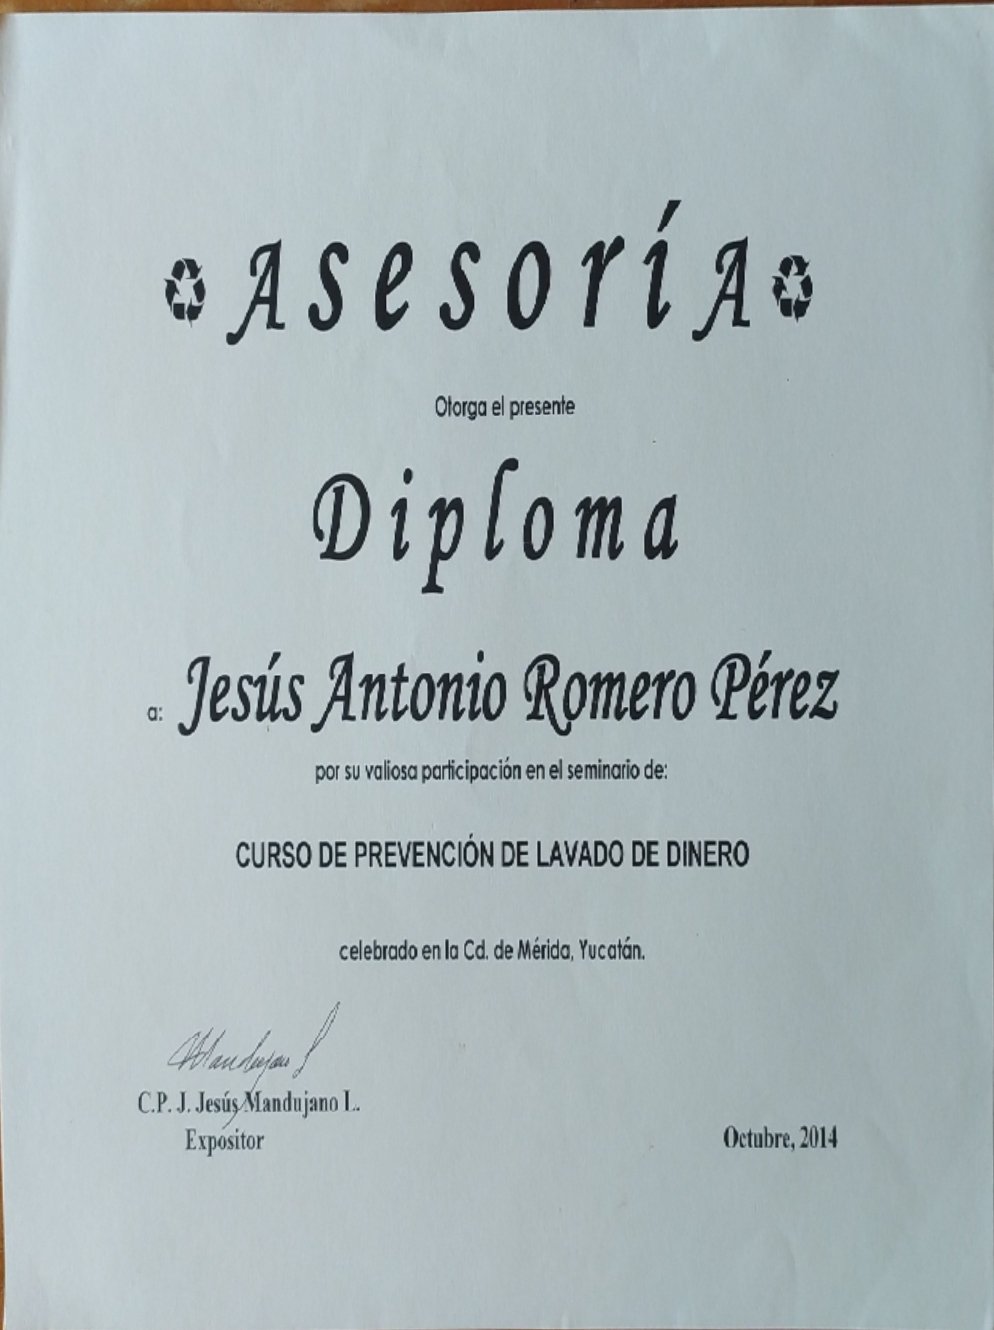 AsesoríA
Otorga el presente
Diploma
a: Jesús Antonio Romero Pérez
por su valiosa participación en el seminario de:
CURSO DE PREVENCIÓN DE LAVADO DE DINERO
celebrado en la Cd. de Mérida, Yucatán.
C.P. J. Jesús Mandujano L.
Expositor
Octubre, 2014